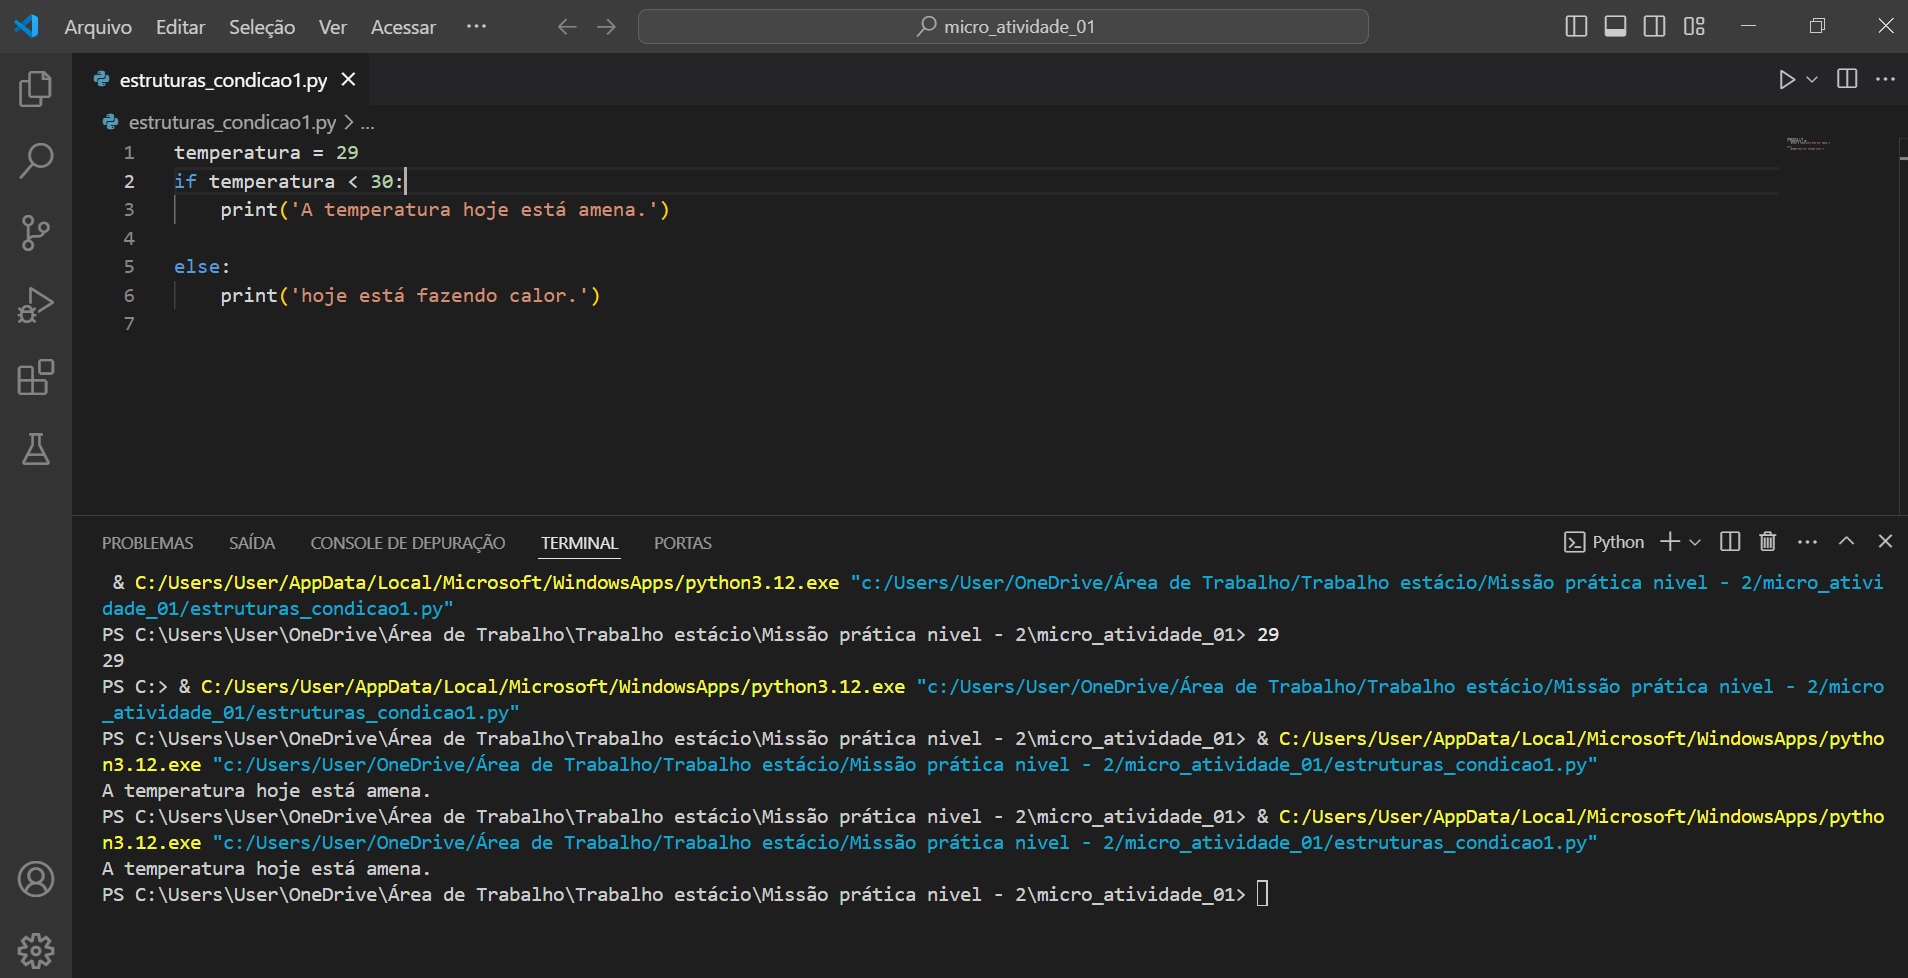 Arquivo Editar Seleção Ver Acessar ··· micro_atividade_01
estruturas_condicao1.py
estruturas_condicao1.py > ...
1 temperatura = 29
2 if temperatura < 30:
3 print('A temperatura hoje está amena.')
4
5 else:
6 print('hoje está fazendo calor.')
7
PROBLEMAS SAÍDA CONSOLE DE DEPURAÇÃO TERMINAL PORTAS Python
& C:/Users/User/AppData/Local/Microsoft/WindowsApps/python3.12.exe "c:/Users/User/OneDrive/Área de Trabalho/Trabalho estácio/Missão prática nivel - 2/micro_ativi
dade_01/estruturas_condicao1.py"
PS C:\Users\User\OneDrive\Área de Trabalho\Trabalho estácio\Missão prática nivel - 2\micro_atividade_01> 29
29
PS C:> & C:/Users/User/AppData/Local/Microsoft/WindowsApps/python3.12.exe "c:/Users/User/OneDrive/Área de Trabalho/Trabalho estácio/Missão prática nivel - 2/micro
_atividade_01/estruturas_condicao1.py"
PS C:\Users\User\OneDrive\Área de Trabalho\Trabalho estácio\Missão prática nivel - 2\micro_atividade_01> & C:/Users/User/AppData/Local/Microsoft/WindowsApps/pytho
n3.12.exe "c:/Users/User/OneDrive/Área de Trabalho/Trabalho estácio/Missão prática nivel - 2/micro_atividade_01/estruturas_condicao1.py"
A temperatura hoje está amena.
PS C:\Users\User\OneDrive\Área de Trabalho\Trabalho estácio\Missão prática nivel - 2\micro_atividade_01> & C:/Users/User/AppData/Local/Microsoft/WindowsApps/pytho
n3.12.exe "c:/Users/User/OneDrive/Área de Trabalho/Trabalho estácio/Missão prática nivel - 2/micro_atividade_01/estruturas_condicao1.py"
A temperatura hoje está amena.
PS C:\Users\User\OneDrive\Área de Trabalho\Trabalho estácio\Missão prática nivel - 2\micro_atividade_01>